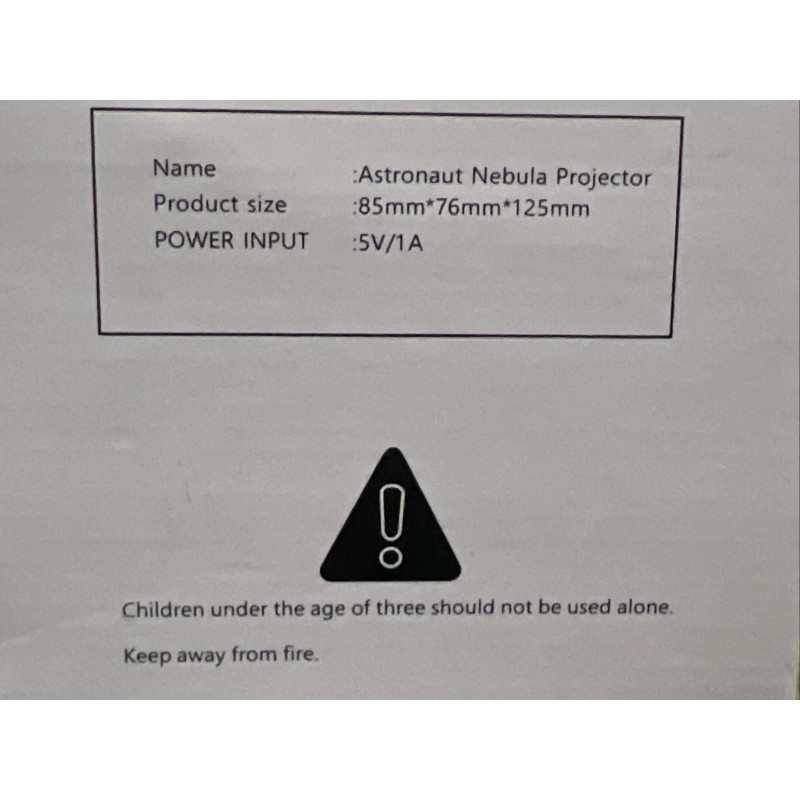 Name :Astronaut Nebula Projector
Product size :85mm*76mm*125mm
POWER INPUT :5V/1A
Children under the age of three should not be used alone.
Keep away from fire.